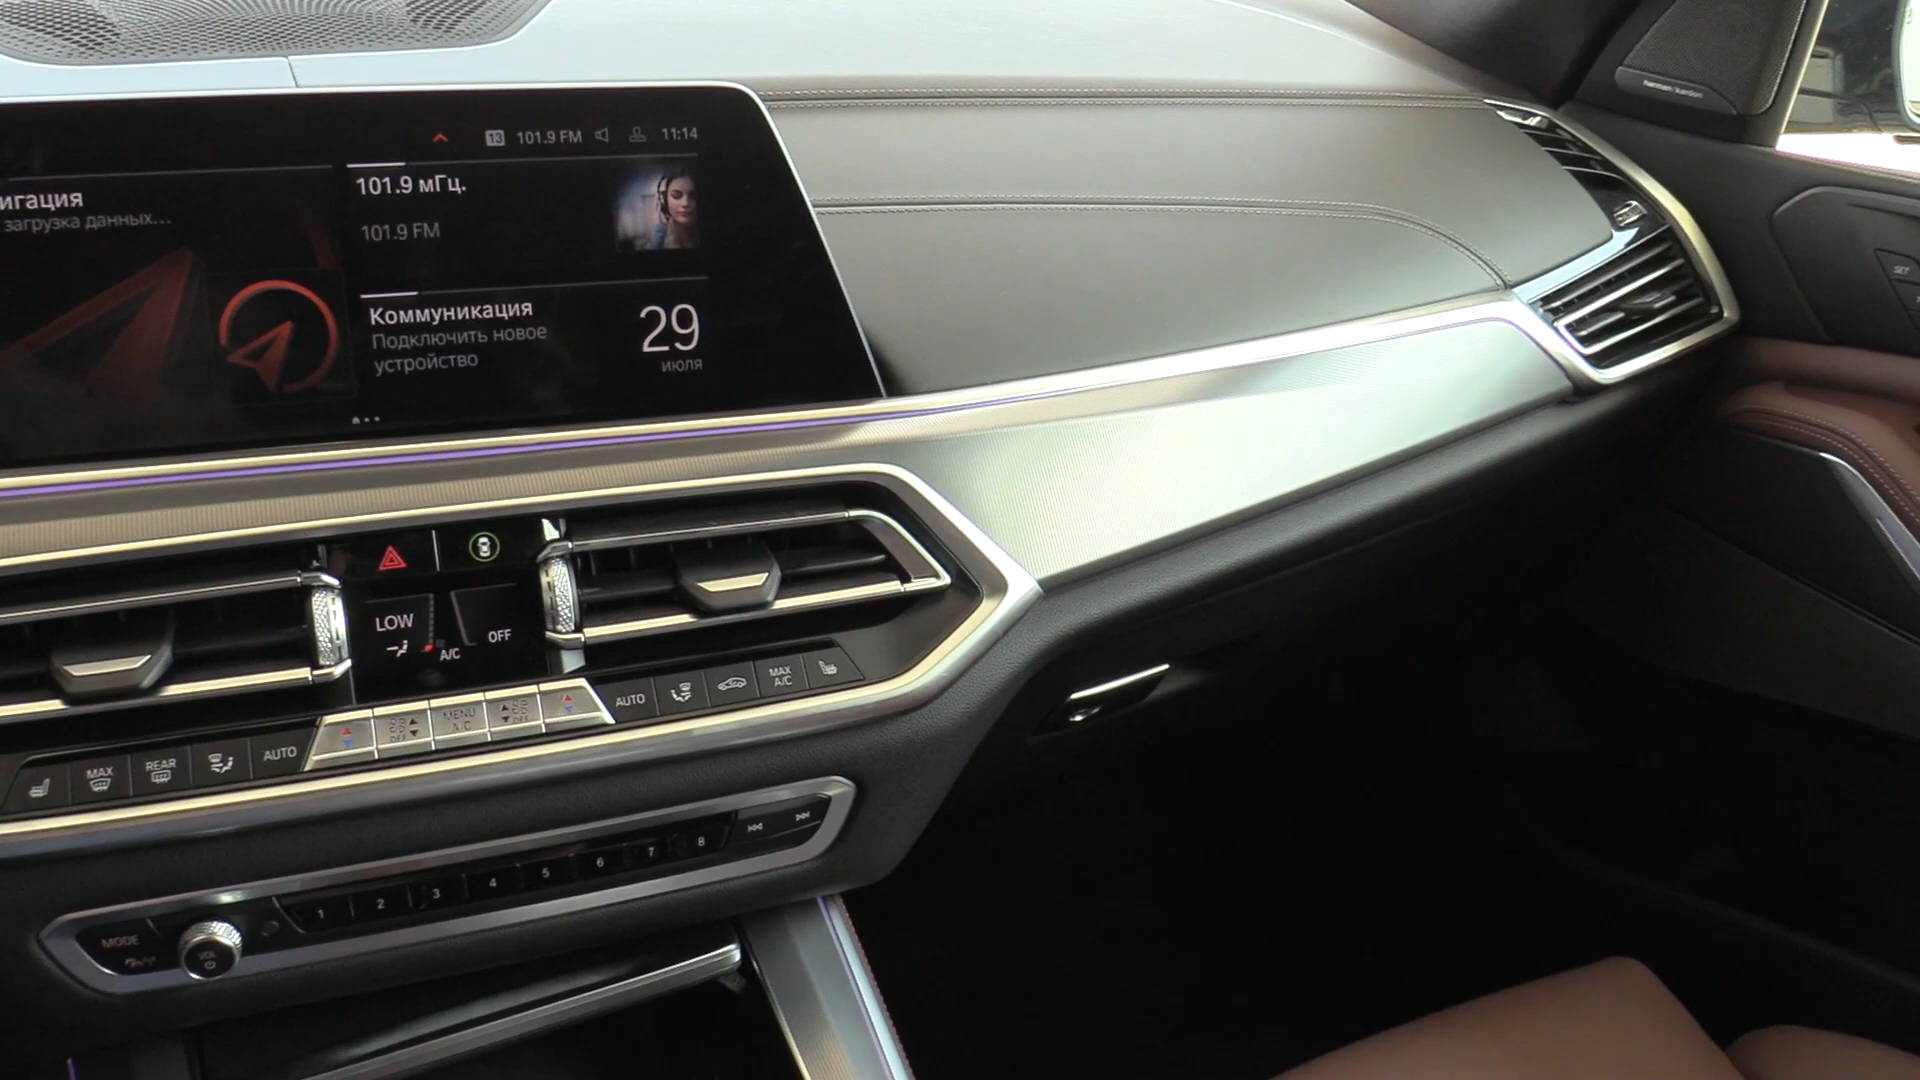 harman/kardon
13 101.9 FM 11:14
игация
загрузка данных...
101.9 мГц.
101.9 FM
Коммуникация
Подключить новое
устройство
29
июля
SET
LOW
A/C
OFF
MAX
REAR
AUTO
MENU
A/C
OFF
OFF
AUTO
MAX
A/C
MODE
VOL
1 2 3 4 5 6 7 8